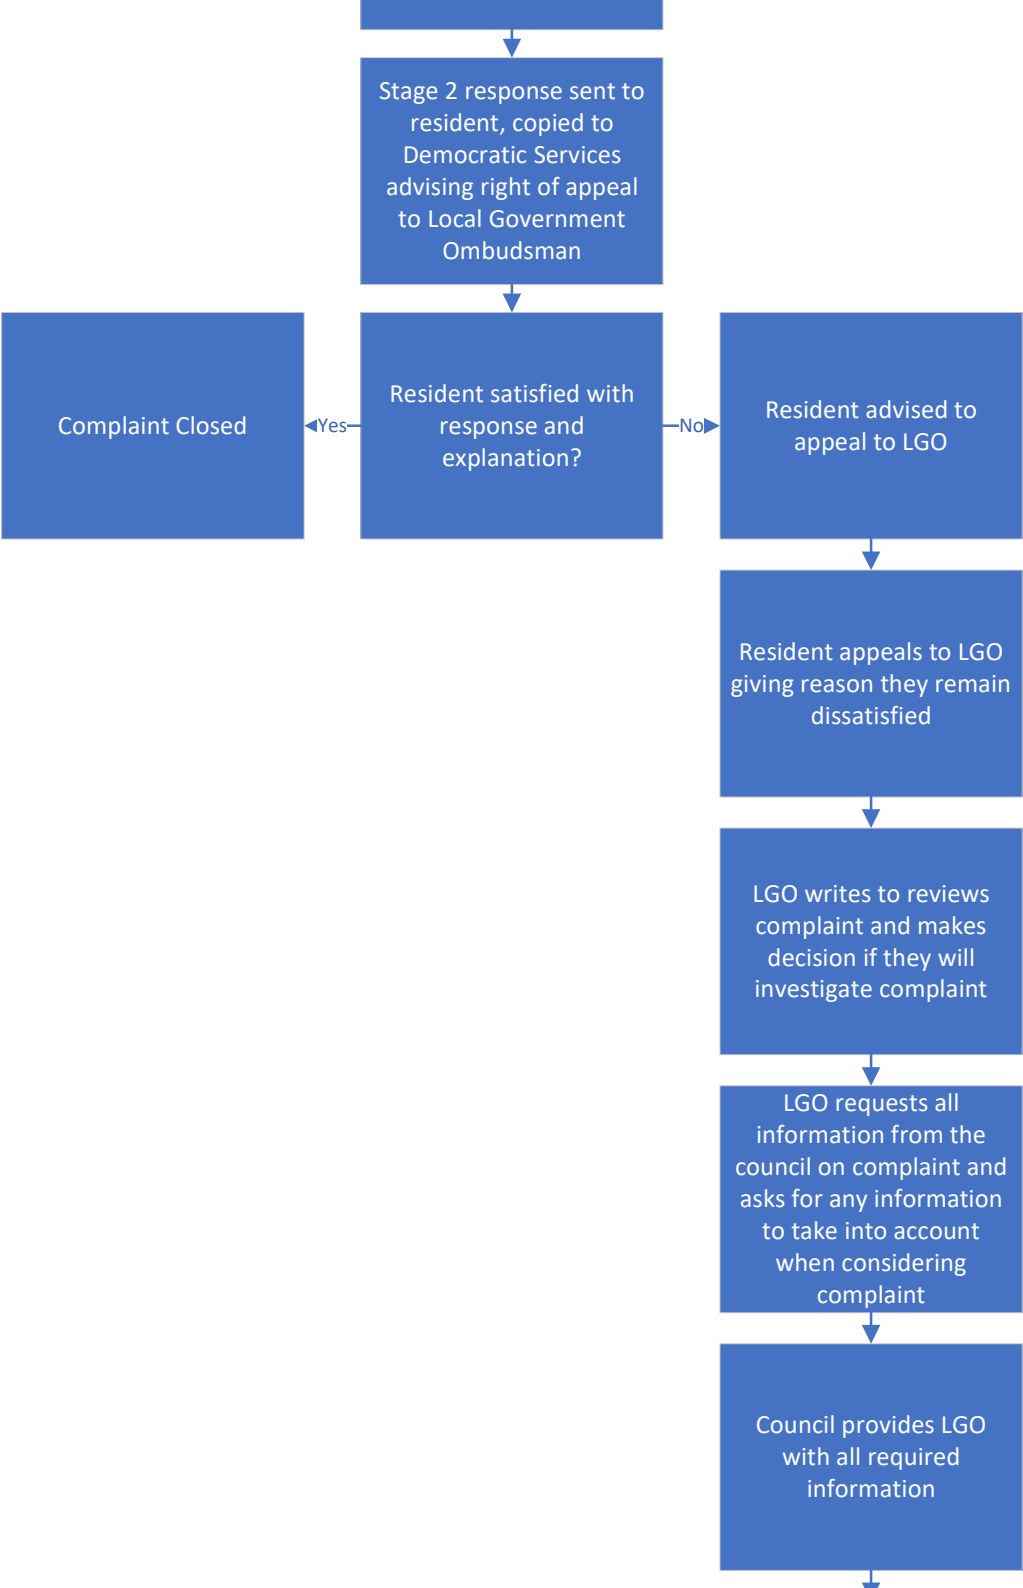 Stage 2 response sent to
resident, copied to
Democratic Services
advising right of appeal
to Local Government
Ombudsman
Complaint Closed
Yes
Resident satisfied with
response and
explanation?
No
Resident advised to
appeal to LGO
Resident appeals to LGO
giving reason they remain
dissatisfied
LGO writes to reviews
complaint and makes
decision if they will
investigate complaint
LGO requests all
information from the
council on complaint and
asks for any information
to take into account
when considering
complaint
Council provides LGO
with all required
information